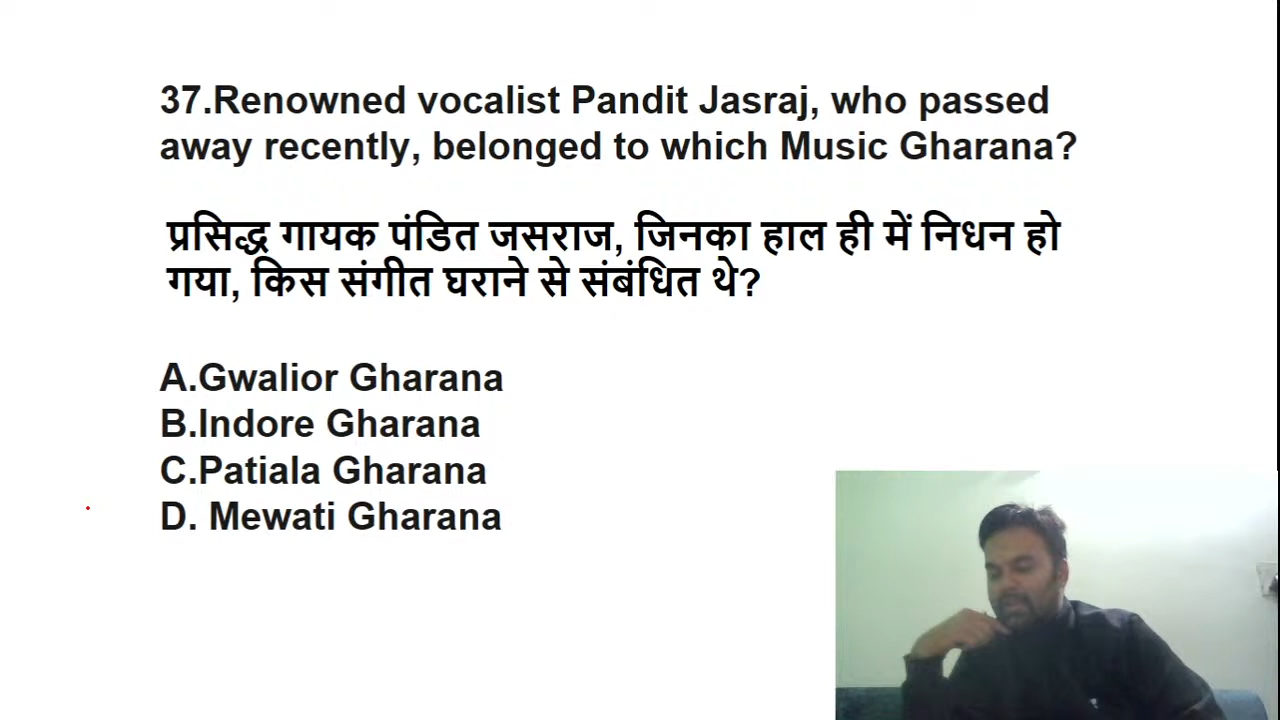 37.Renowned vocalist Pandit Jasraj, who passed
away recently, belonged to which Music Gharana?
प्रसिद्ध गायक पंडित जसराज, जिनका हाल ही में निधन हो
गया, किस संगीत घराने से संबंधित थे?
A.Gwalior Gharana
B.Indore Gharana
C.Patiala Gharana
D. Mewati Gharana